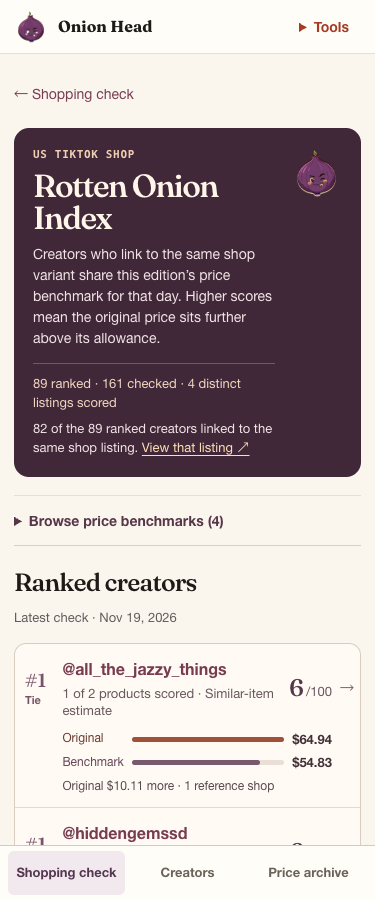 Onion Head
▶ Tools
← Shopping check
US TIKTOK SHOP
Rotten Onion
Index
Creators who link to the same shop
variant share this edition's price
benchmark for that day. Higher scores
mean the original price sits further
above its allowance.
89 ranked · 161 checked · 4 distinct
listings scored
82 of the 89 ranked creators linked to the
same shop listing. View that listing ↗
▶ Browse price benchmarks (4)
Ranked creators
Latest check · Nov 19, 2026
#1
Tie
@all_the_jazzy_things
1 of 2 products scored · Similar-item
estimate
6/100 →
Original $64.94
Benchmark $54.83
Original $10.11 more · 1 reference shop
@hiddengemssd
Shopping check
Creators
Price archive